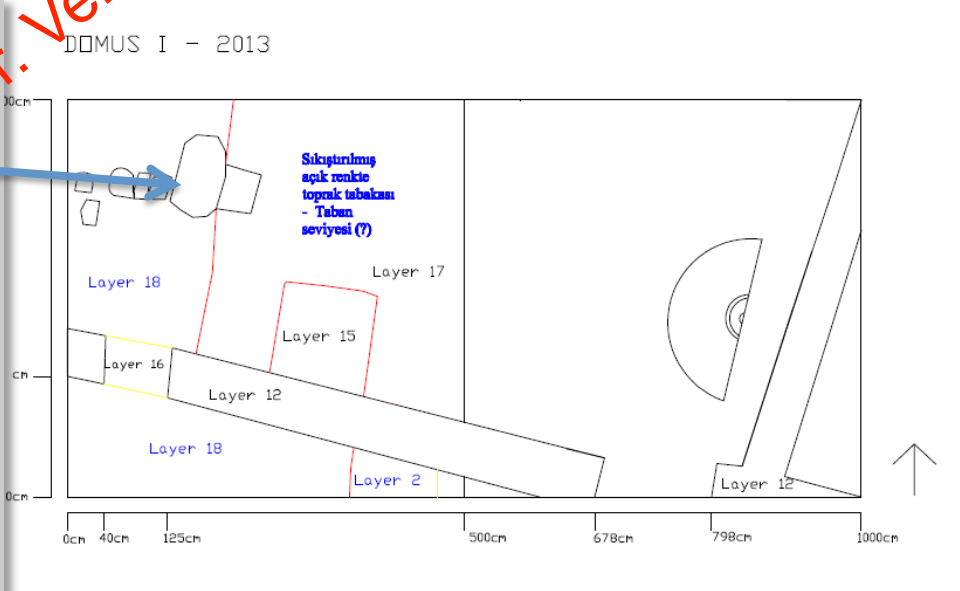 DOMUS I - 2013
Sıkıştırılmış
açık renkte
toprak tabakası
- Taban
seviyesi (?)
Layer 17
Layer 18
Layer 15
Layer 16
Layer 12
Layer 18
Layer 2
Layer 12
cm
0cm
0cm 40cm 125cm 500cm 678cm 798cm 1000cm